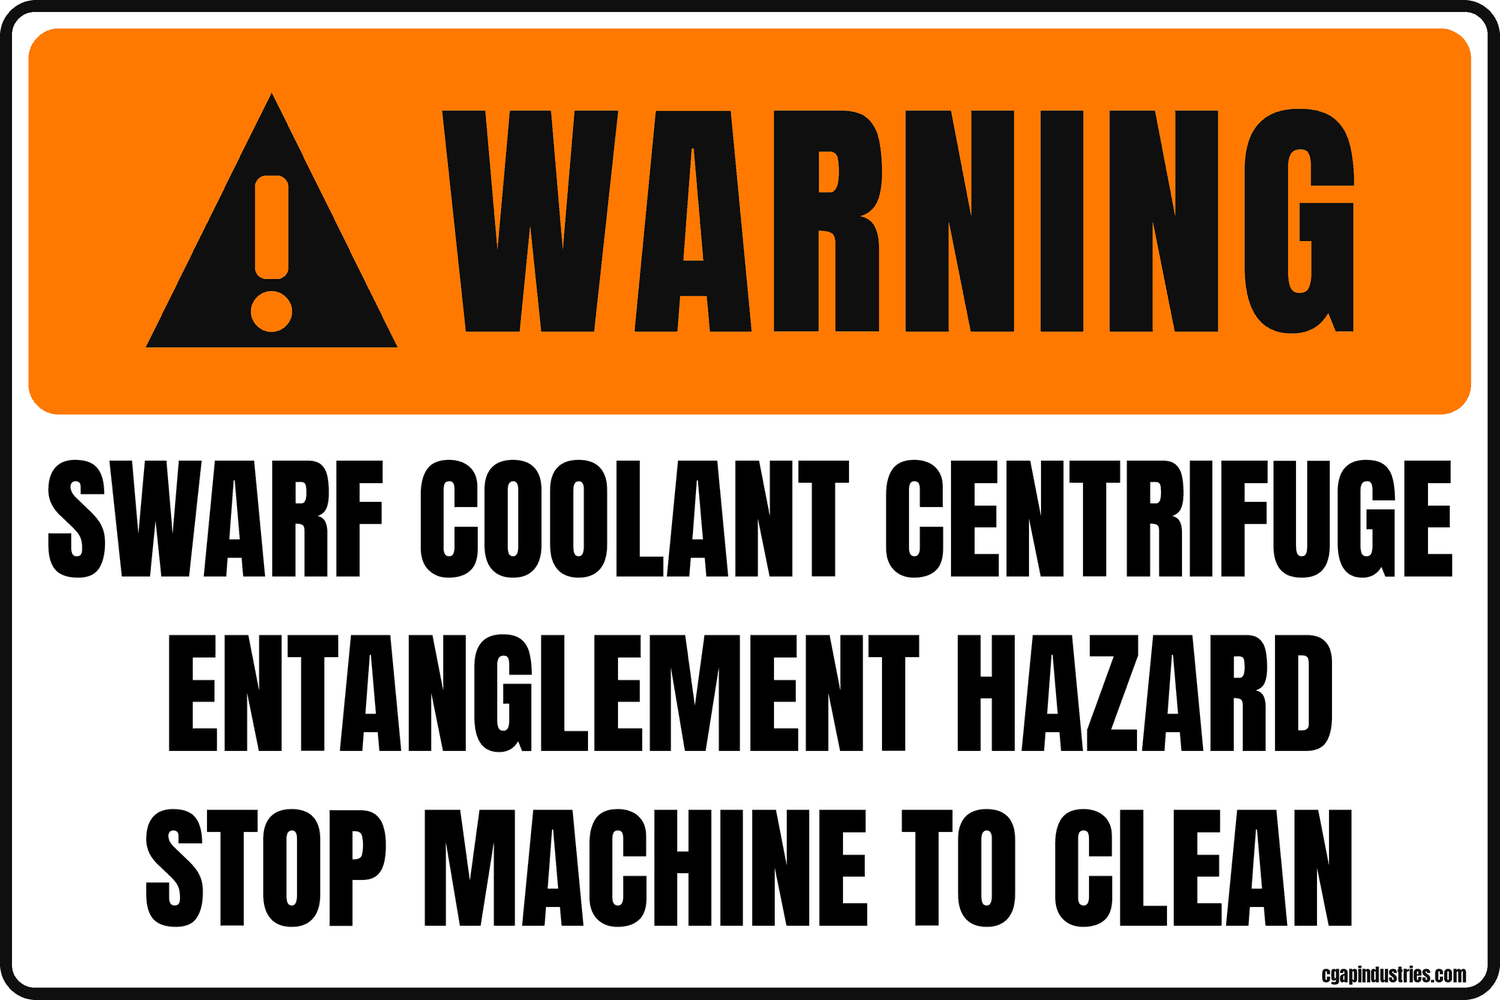 WARNING
SWARF COOLANT CENTRIFUGE
ENTANGLEMENT HAZARD
STOP MACHINE TO CLEAN
cgapindustries.com